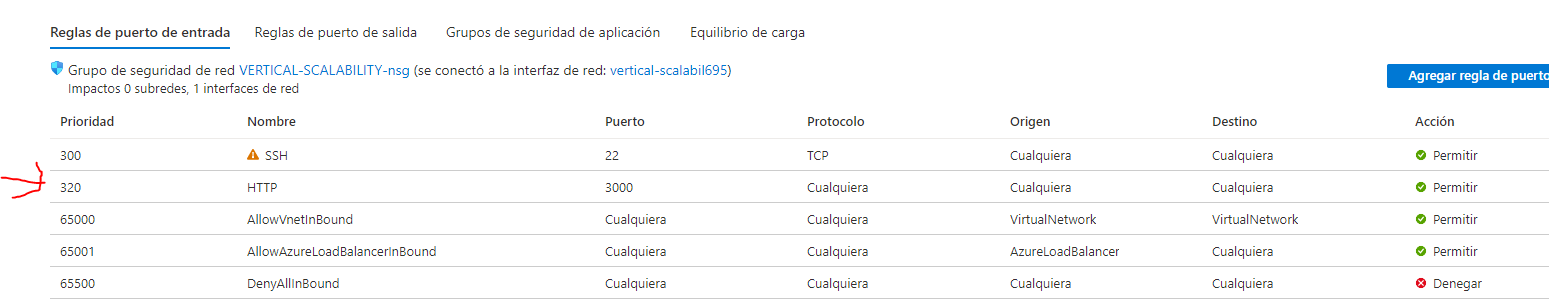 Reglas de puerto de entrada Reglas de puerto de salida Grupos de seguridad de aplicación Equilibrio de carga
Grupo de seguridad de red VERTICAL-SCALABILITY-nsg (se conectó a la interfaz de red: vertical-scalabil695)
Impactos 0 subredes, 1 interfaces de red
Agregar regla de puerto
Prioridad Nombre Puerto Protocolo Origen Destino Acción
300 SSH 22 TCP Cualquiera Cualquiera Permitir
320 HTTP 3000 Cualquiera Cualquiera Cualquiera Permitir
65000 AllowVnetInBound Cualquiera Cualquiera VirtualNetwork VirtualNetwork Permitir
65001 AllowAzureLoadBalancerInBound Cualquiera Cualquiera AzureLoadBalancer Cualquiera Permitir
65500 DenyAllInBound Cualquiera Cualquiera Cualquiera Cualquiera Denegar